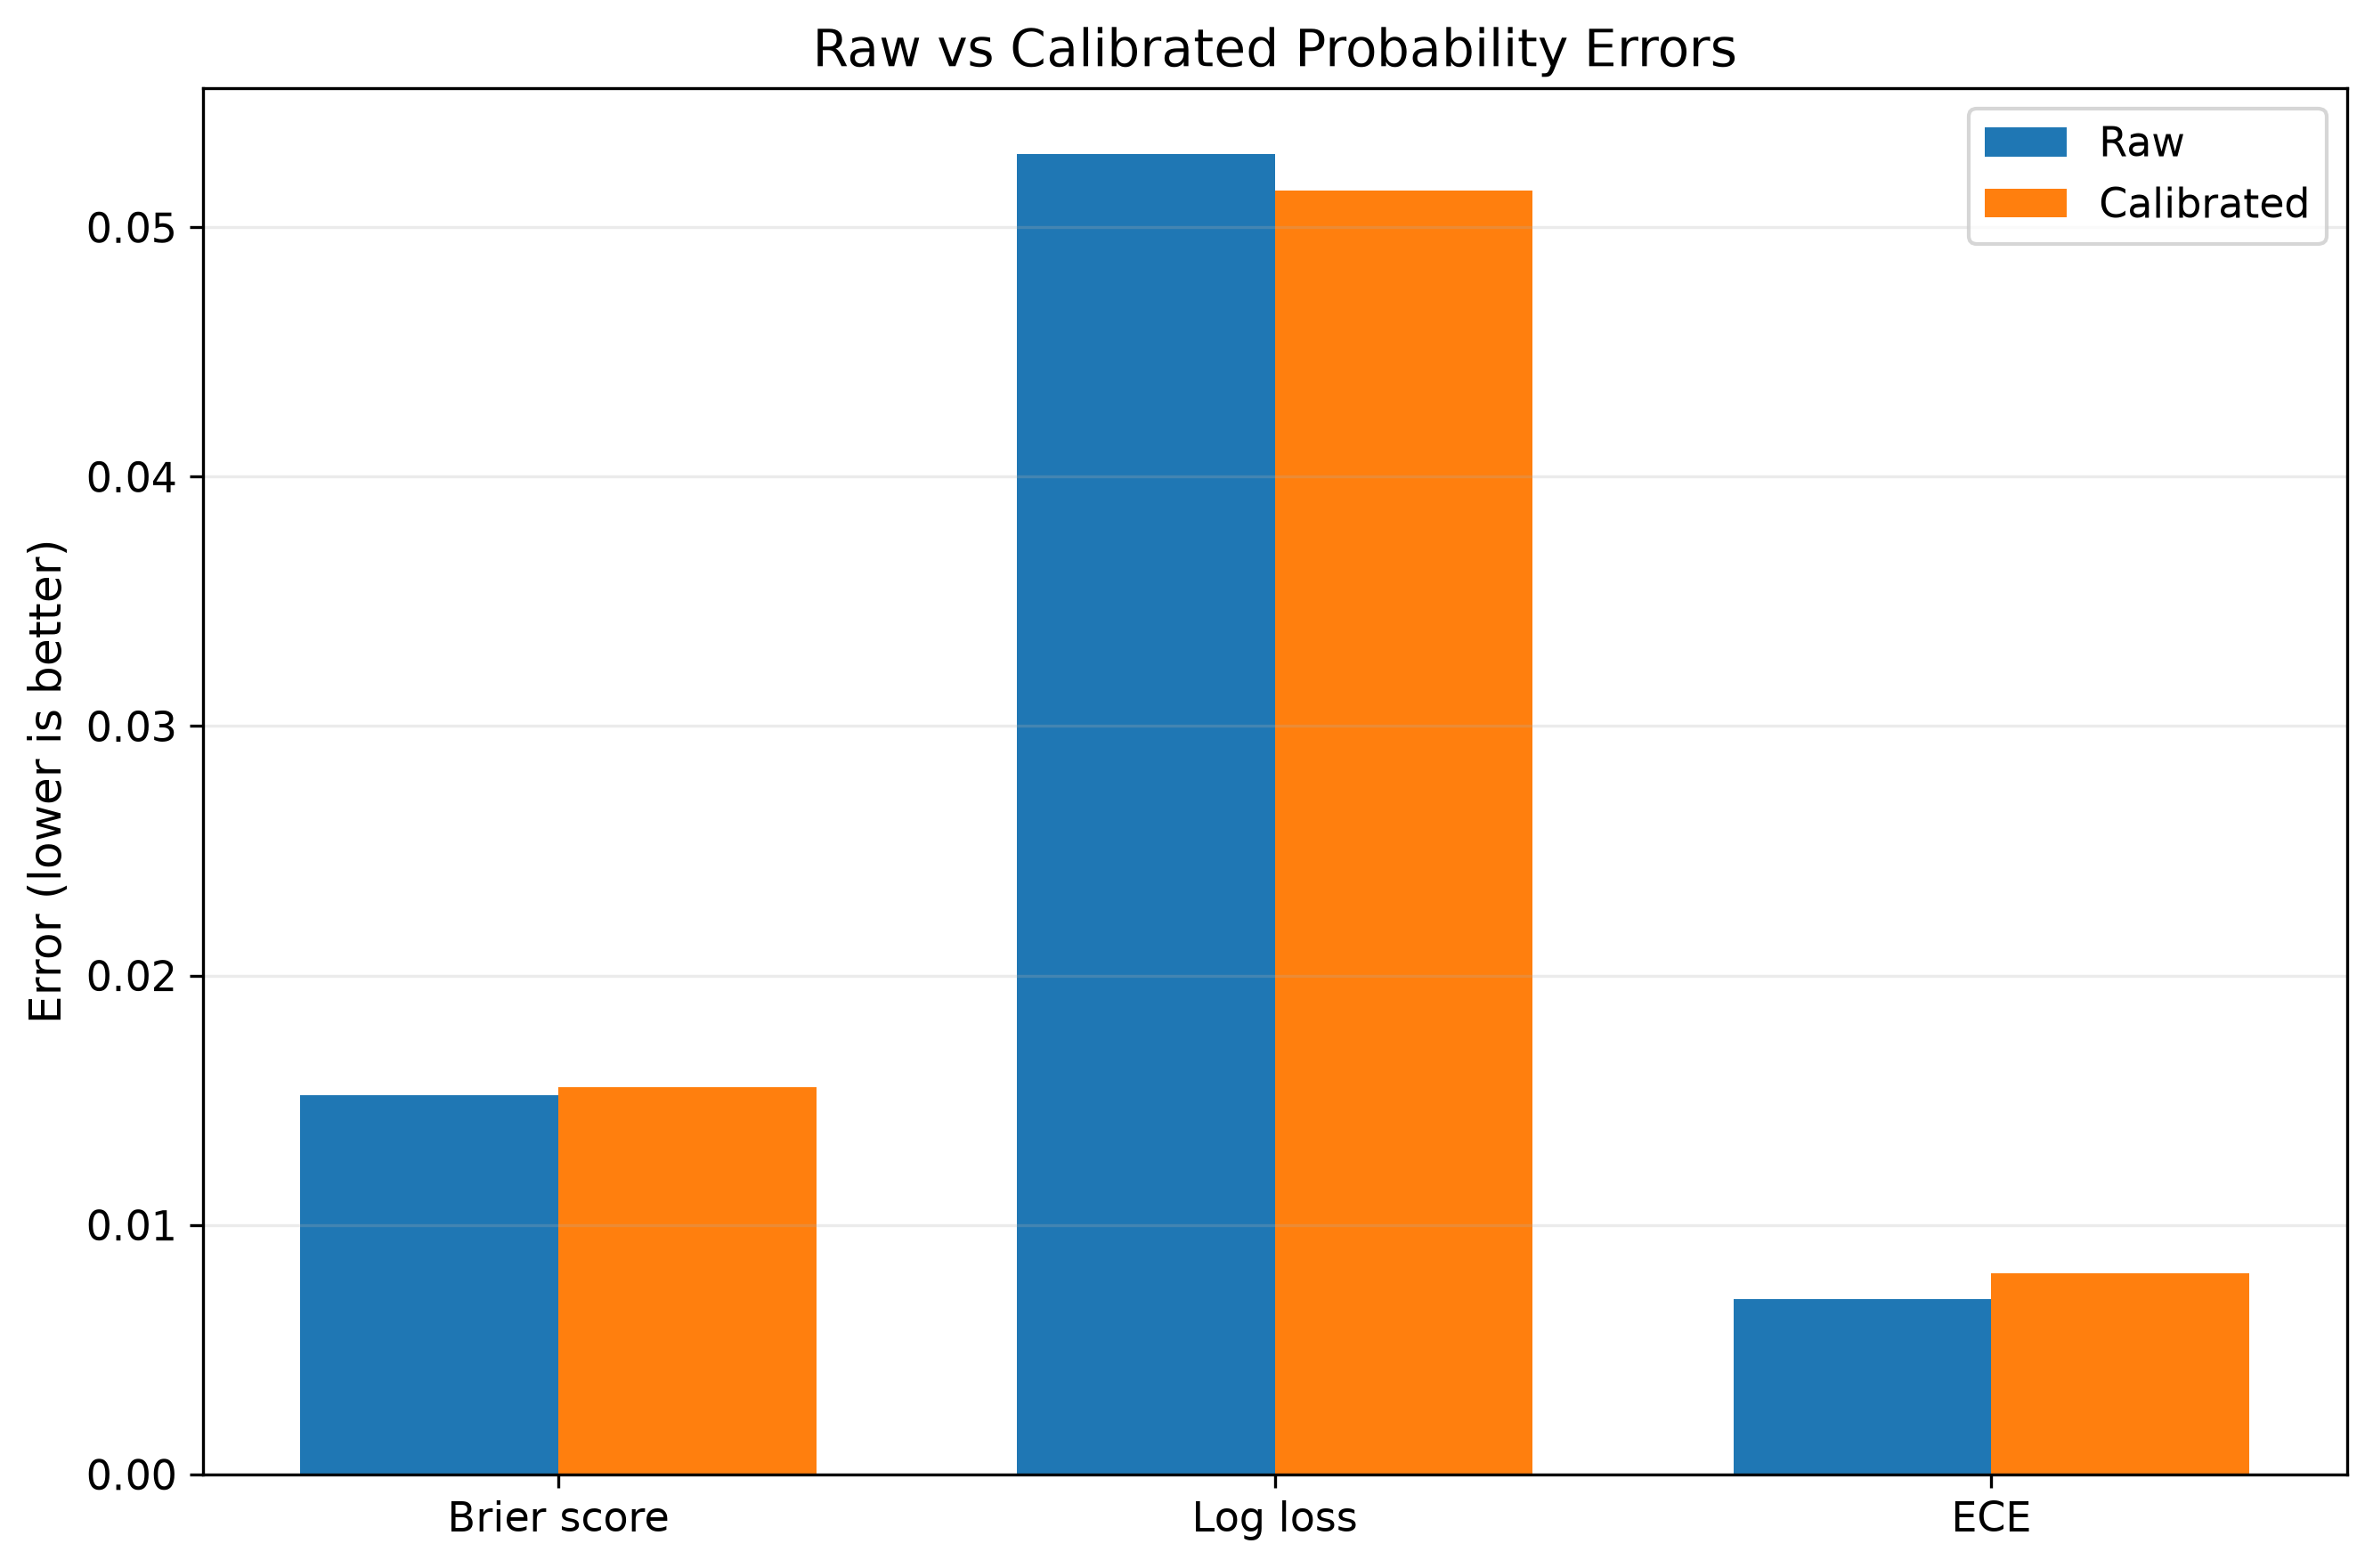 Raw vs Calibrated Probability Errors
Raw
Calibrated
Error (lower is better)
0.05
0.04
0.03
0.02
0.01
0.00
Brier score
Log loss
ECE